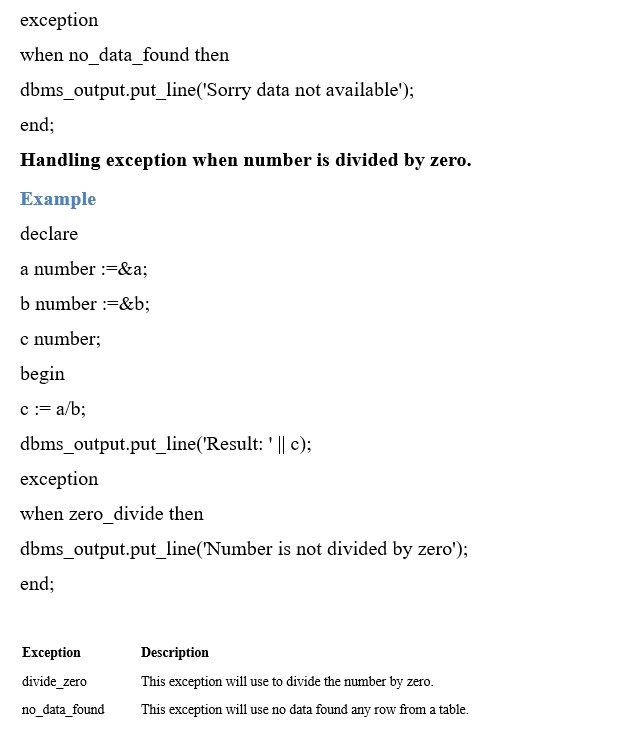 exception
when no_data_found then
dbms_output.put_line('Sorry data not available');
end;
Handling exception when number is divided by zero.
Example
declare
a number :=&a;
b number :=&b;
c number;
begin
c := a/b;
dbms_output.put_line('Result: ' || c);
exception
when zero_divide then
dbms_output.put_line('Number is not divided by zero');
end;
Exception Description
divide_zero This exception will use to divide the number by zero.
no_data_found This exception will use no data found any row from a table.